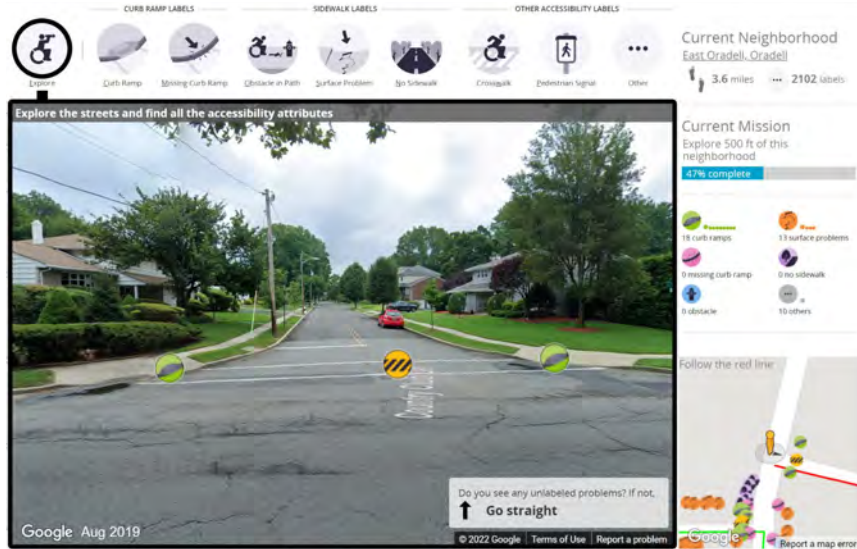 CURB RAMP LABELS
SIDEWALK LABELS
OTHER ACCESSIBILITY LABELS
Explore
Curb Ramp
Missing Curb Ramp
Obstacle in Path
Surface Problem
No Sidewalk
Crosswalk
Pedestrian Signal
Other
Current Neighborhood
East Oradell, Oradell
3.6 miles
2102 labels
Explore the streets and find all the accessibility attributes
Current Mission
Explore 500 ft of this
neighborhood
47% complete
18 curb ramps
13 surface problems
0 missing curb ramp
0 no sidewalk
0 obstacle
10 others
Follow the red line
Do you see any unlabeled problems? If not,
Go straight
Google Aug 2019
© 2022 Google Terms of Use Report a problem
Google
Report a map error